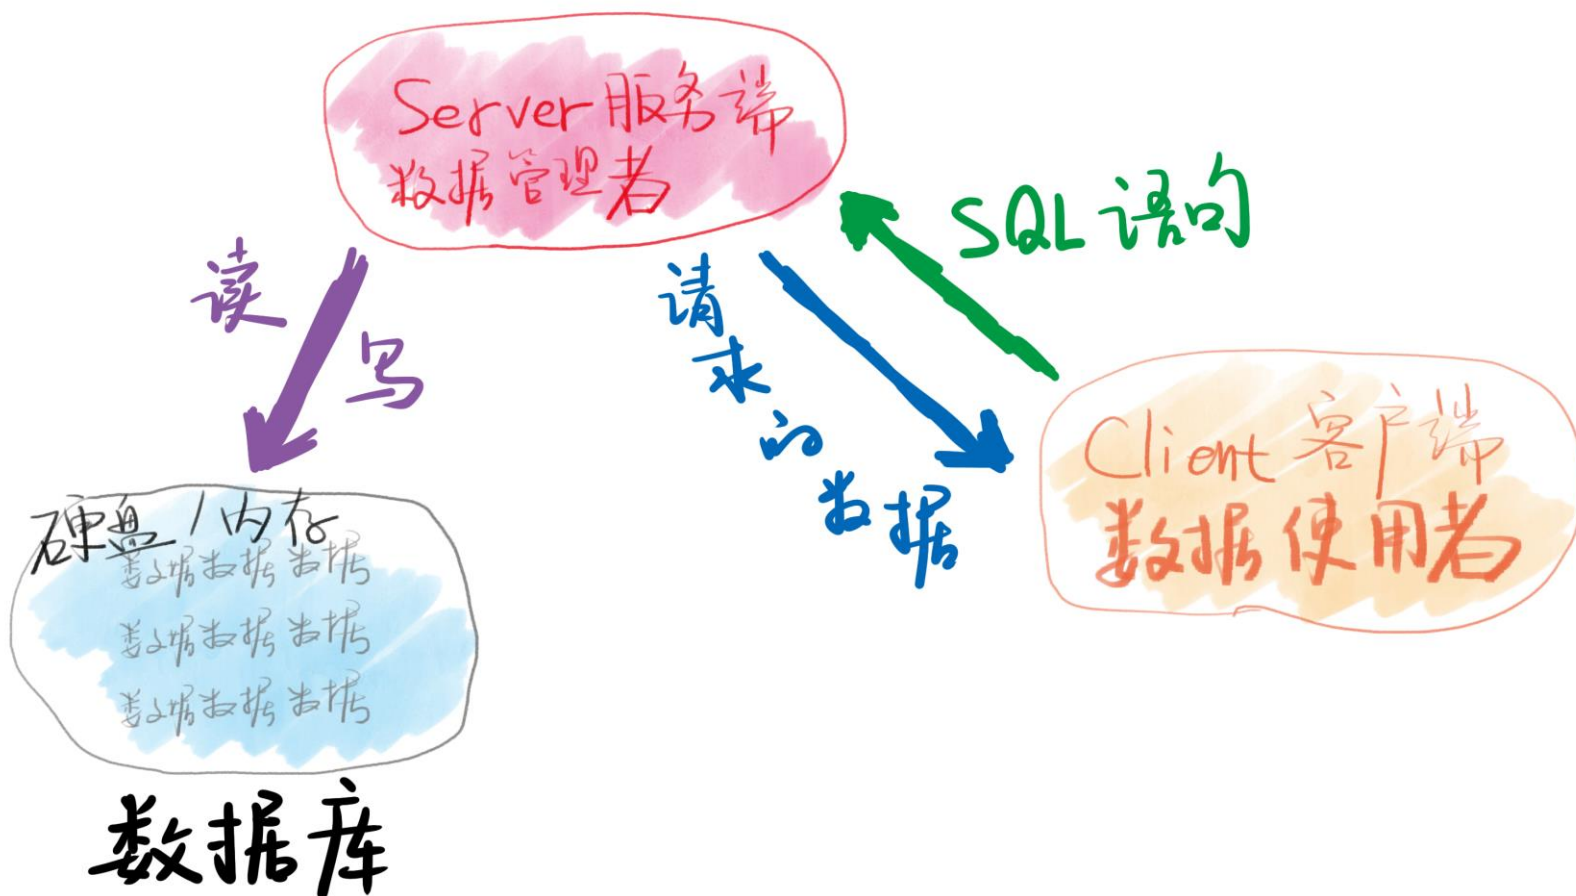 Server服务端
数据管理者
SQL语句
读
写
请求的数据
Client客户端
数据使用者
硬盘/内存
数据数据数据
数据数据数据
数据数据数据
数据库